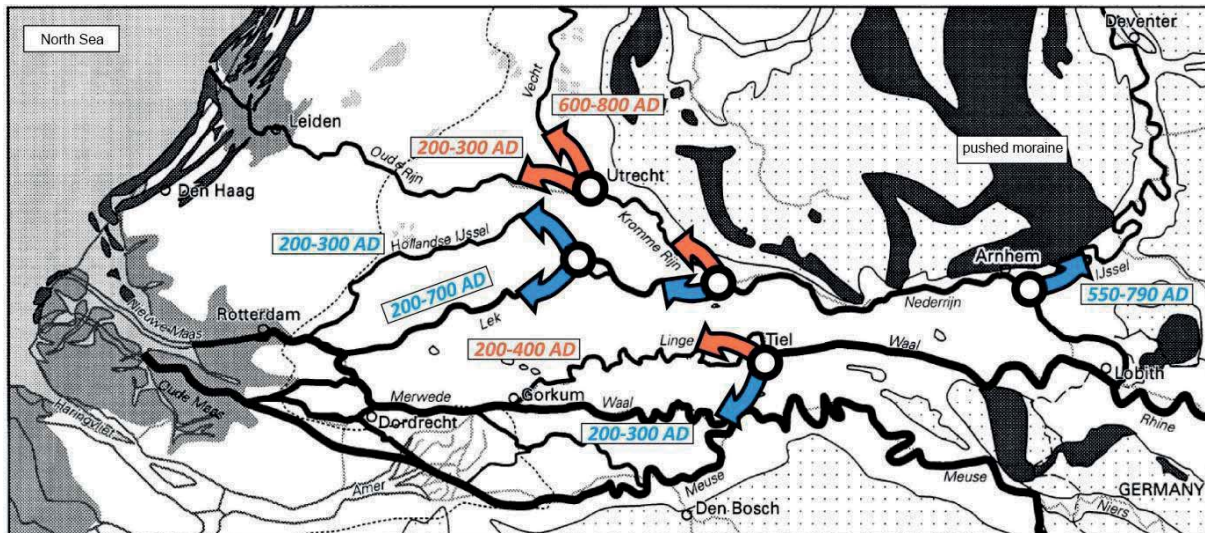 North Sea
Deventer
Vecht
600-800 AD
Leiden
200-300 AD
pushed moraine
Oude Rijn
Utrecht
Den Haag
Kromme Rijn
200-300 AD
Hollandse IJssel
Arnhem
IJssel
200-700 AD
550-790 AD
Nederrijn
Nieuwe-Maas
Rotterdam
Lek
200-400 AD
Linge
Tiel
Waal
Lobith
Oude Maas
Merwede
Gorkum
Waal
Haringvliet
Dordrecht
200-300 AD
Rhine
Amer
Meuse
Meuse
GERMANY
Den Bosch
Niers